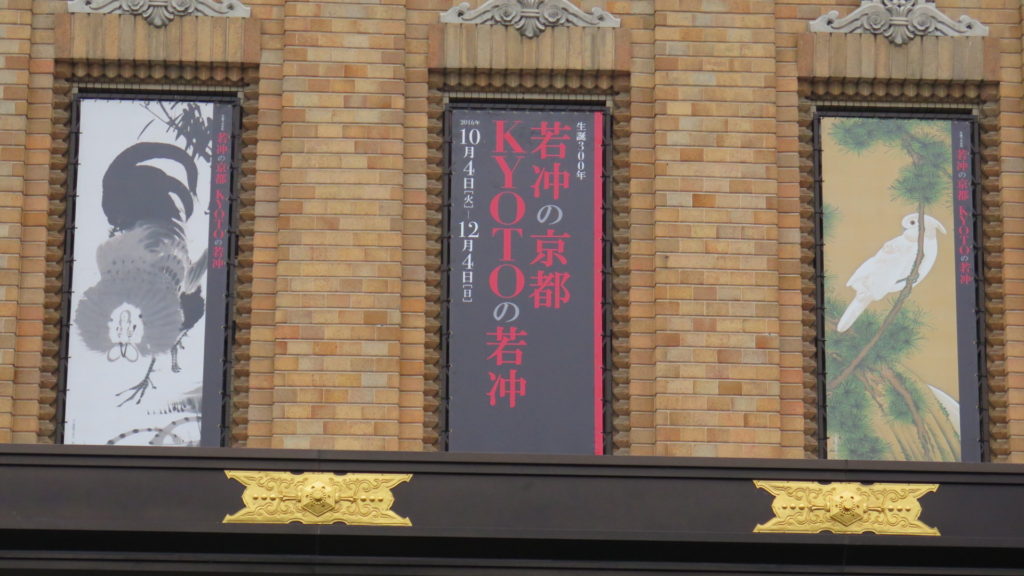 若冲の京都 KYOTOの若冲
生誕300年
若冲の京都
KYOTOの若冲
2016年
10月4日[火]―12月4日[日]
若冲の京都 KYOTOの若冲